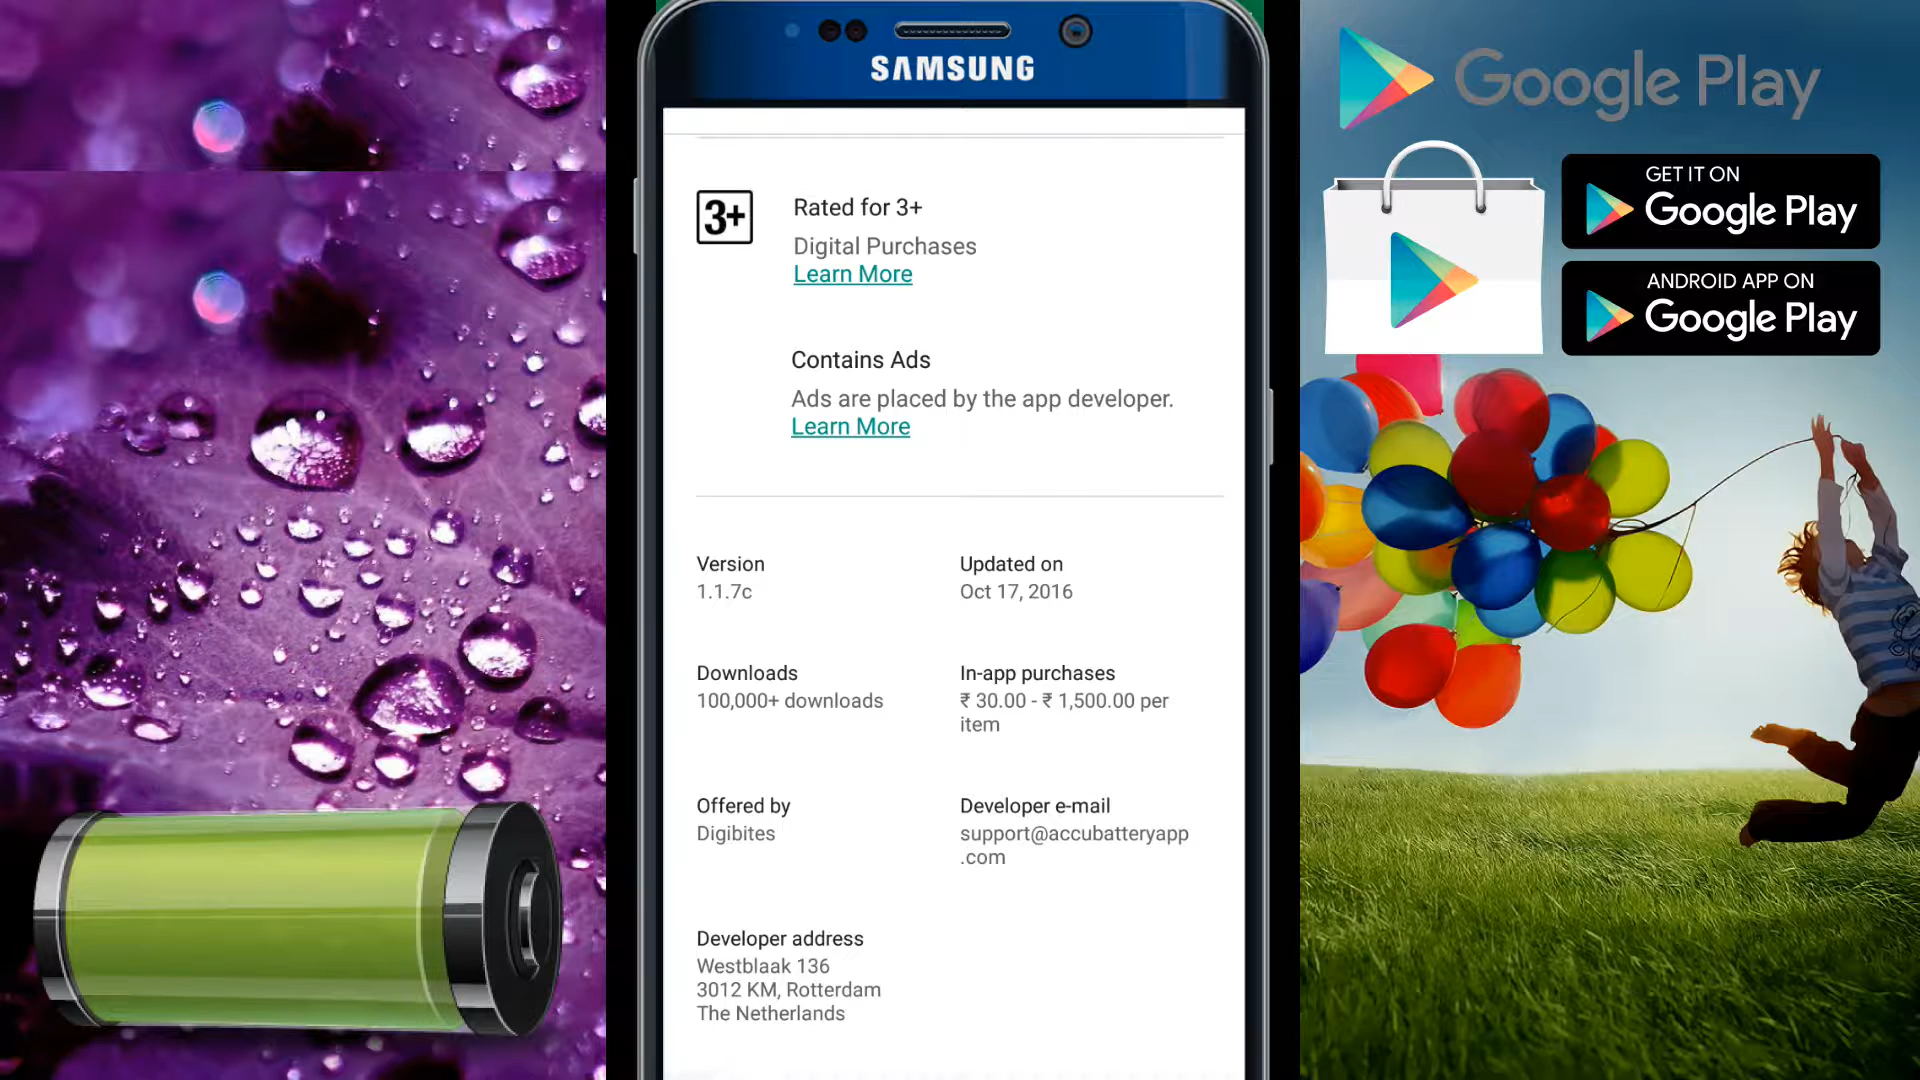 SAMSUNG
3+
Rated for 3+
Digital Purchases
Learn More
Contains Ads
Ads are placed by the app developer.
Learn More
Version
1.1.7c
Updated on
Oct 17, 2016
Downloads
100,000+ downloads
In-app purchases
₹ 30.00 - ₹ 1,500.00 per
item
Offered by
Digibites
Developer e-mail
support@accubatteryapp
.com
Developer address
Westblaak 136
3012 KM, Rotterdam
The Netherlands
Google Play
GET IT ON
Google Play
ANDROID APP ON
Google Play